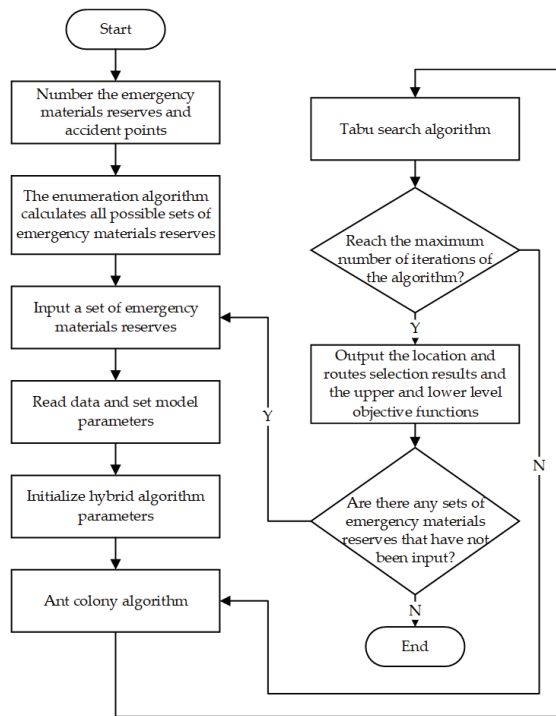 Start
Number the emergency
materials reserves and
accident points
The enumeration algorithm
calculates all possible sets of
emergency materials reserves
Input a set of emergency
materials reserves
Read data and set model
parameters
Initialize hybrid algorithm
parameters
Ant colony algorithm
Tabu search algorithm
Reach the maximum
number of iterations of
the algorithm?
Y
N
Output the location and
routes selection results and
the upper and lower level
objective functions
Are there any sets of
emergency materials
reserves that have not
been input?
Y
N
End